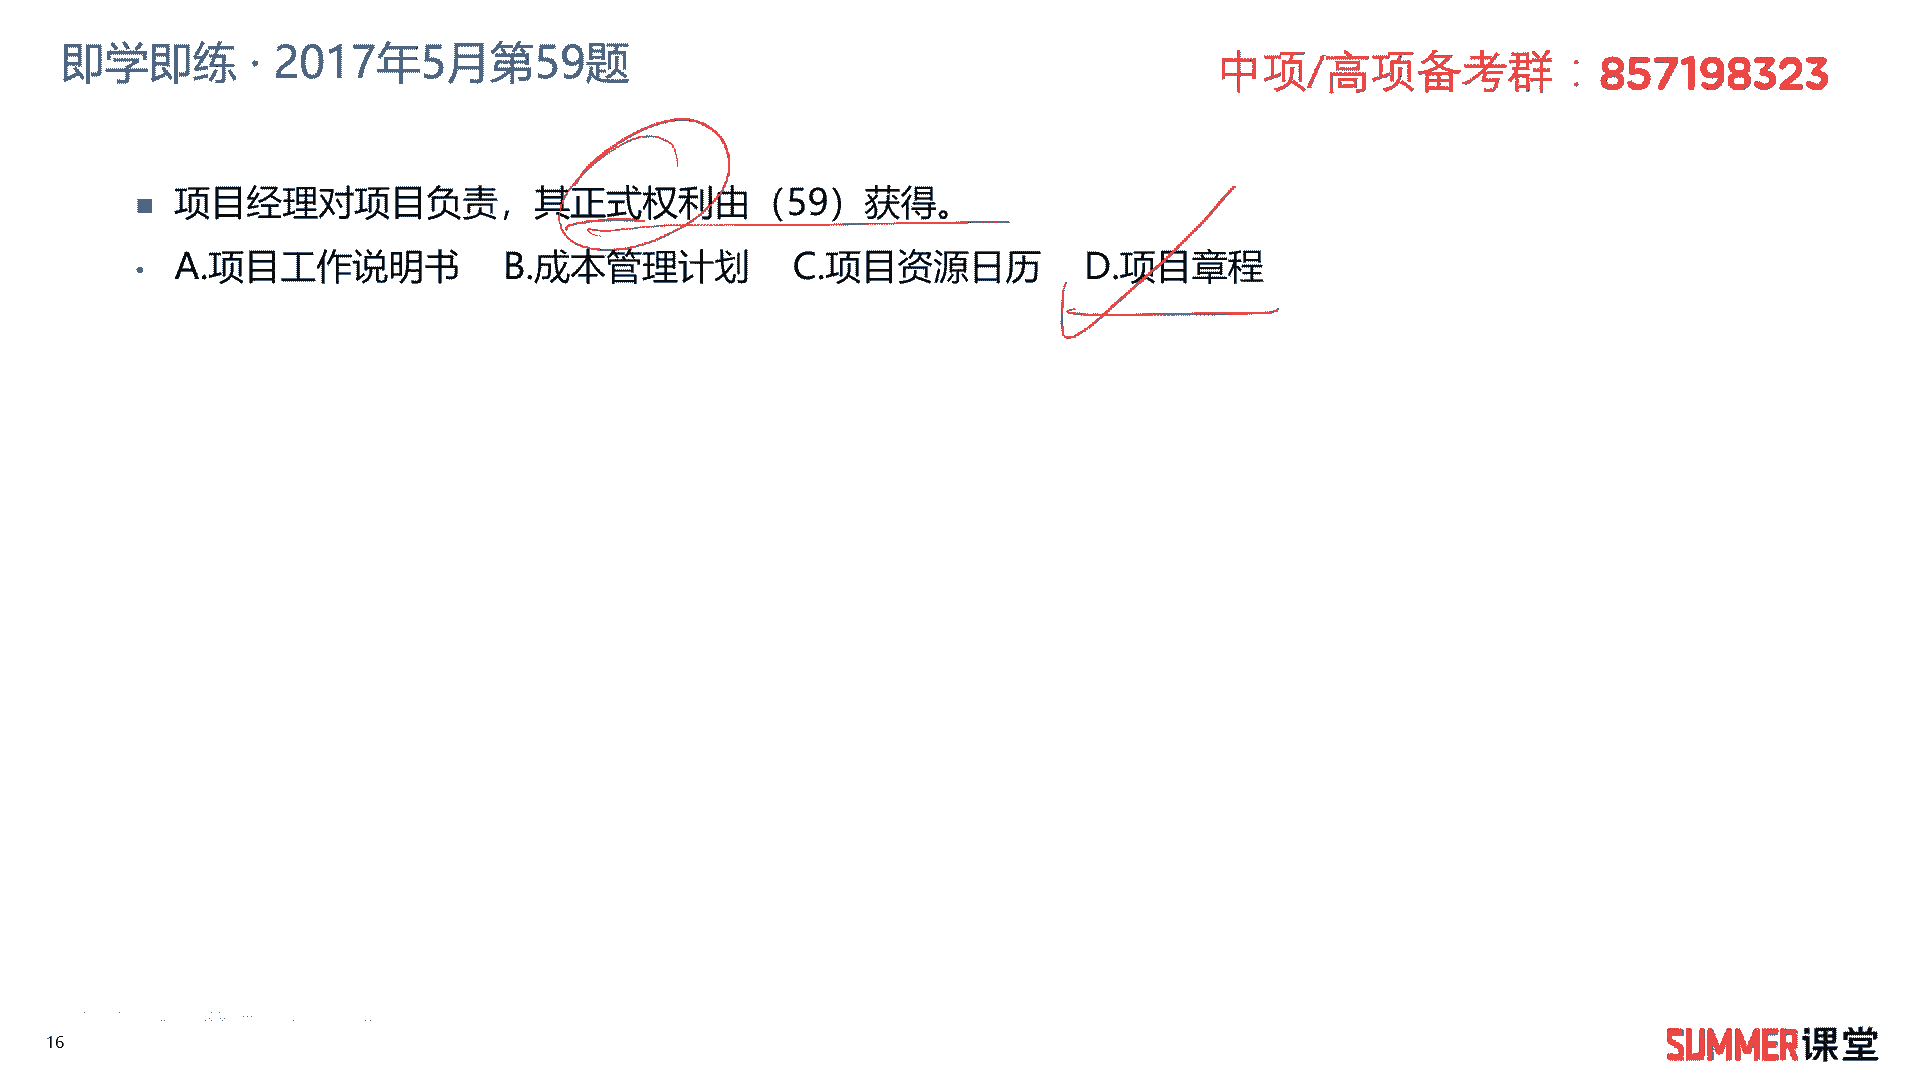 即学即练 · 2017年5月第59题
中项/高项备考群：857198323
项目经理对项目负责，其正式权利由（59）获得。
A.项目工作说明书 B.成本管理计划 C.项目资源日历 D.项目章程
16
SUMMER课堂